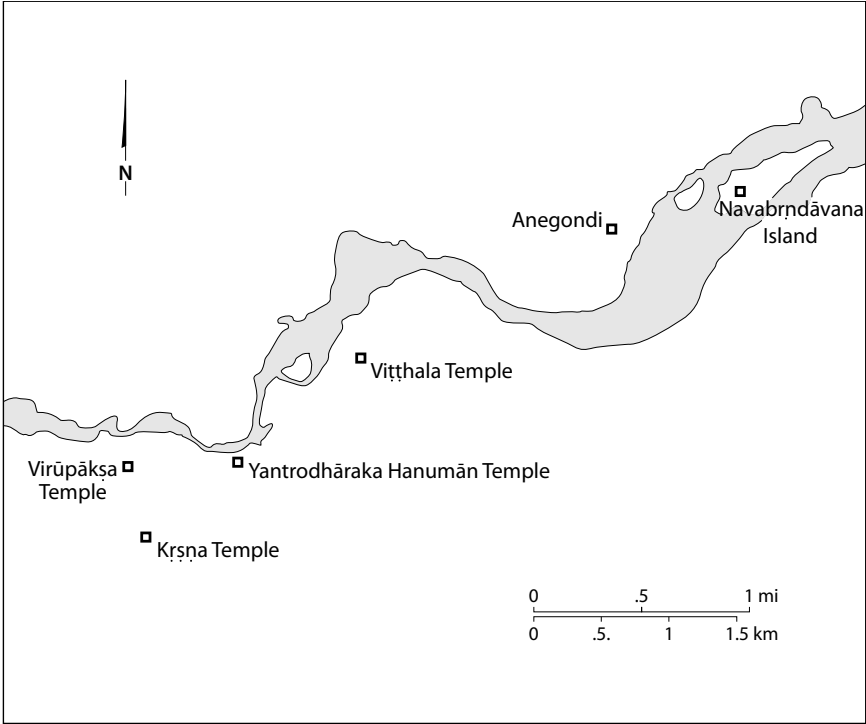 N
Anegondi
Navabṛndāvana
Island
Viṭṭhala Temple
Virūpākṣa
Temple
Yantrodhāraka Hanumān Temple
Kṛṣṇa Temple
0 .5 1 mi
0 .5. 1 1.5 km